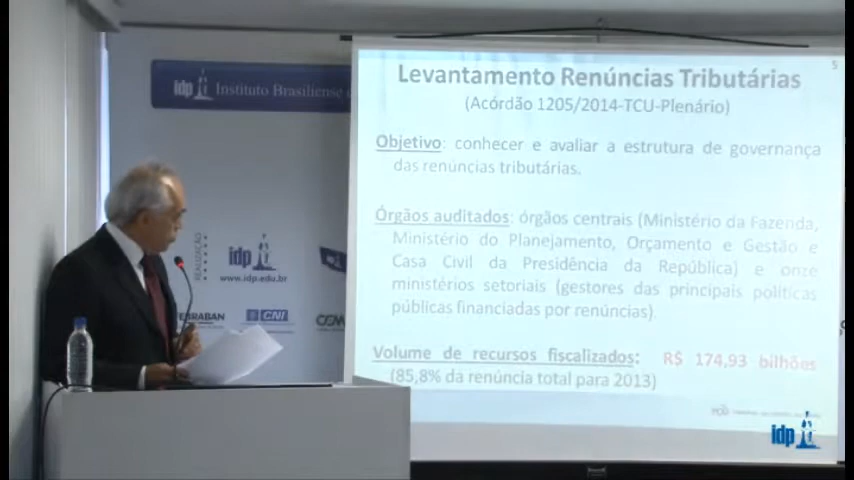 5
Levantamento Renúncias Tributárias
(Acórdão 1205/2014-TCU-Plenário)
Objetivo: conhecer e avaliar a estrutura de governança
das renúncias tributárias.
Órgãos auditados: órgãos centrais (Ministério da Fazenda,
Ministério do Planejamento, Orçamento e Gestão e
Casa Civil da Presidência da República) e onze
ministérios setoriais (gestores das principais políticas
públicas financiadas por renúncias).
Volume de recursos fiscalizados: R$ 174,93 bilhões
(85,8% da renúncia total para 2013)
idp
idp Instituto Brasiliense
REALIZAÇÃO
idp
www.idp.edu.br
CNI